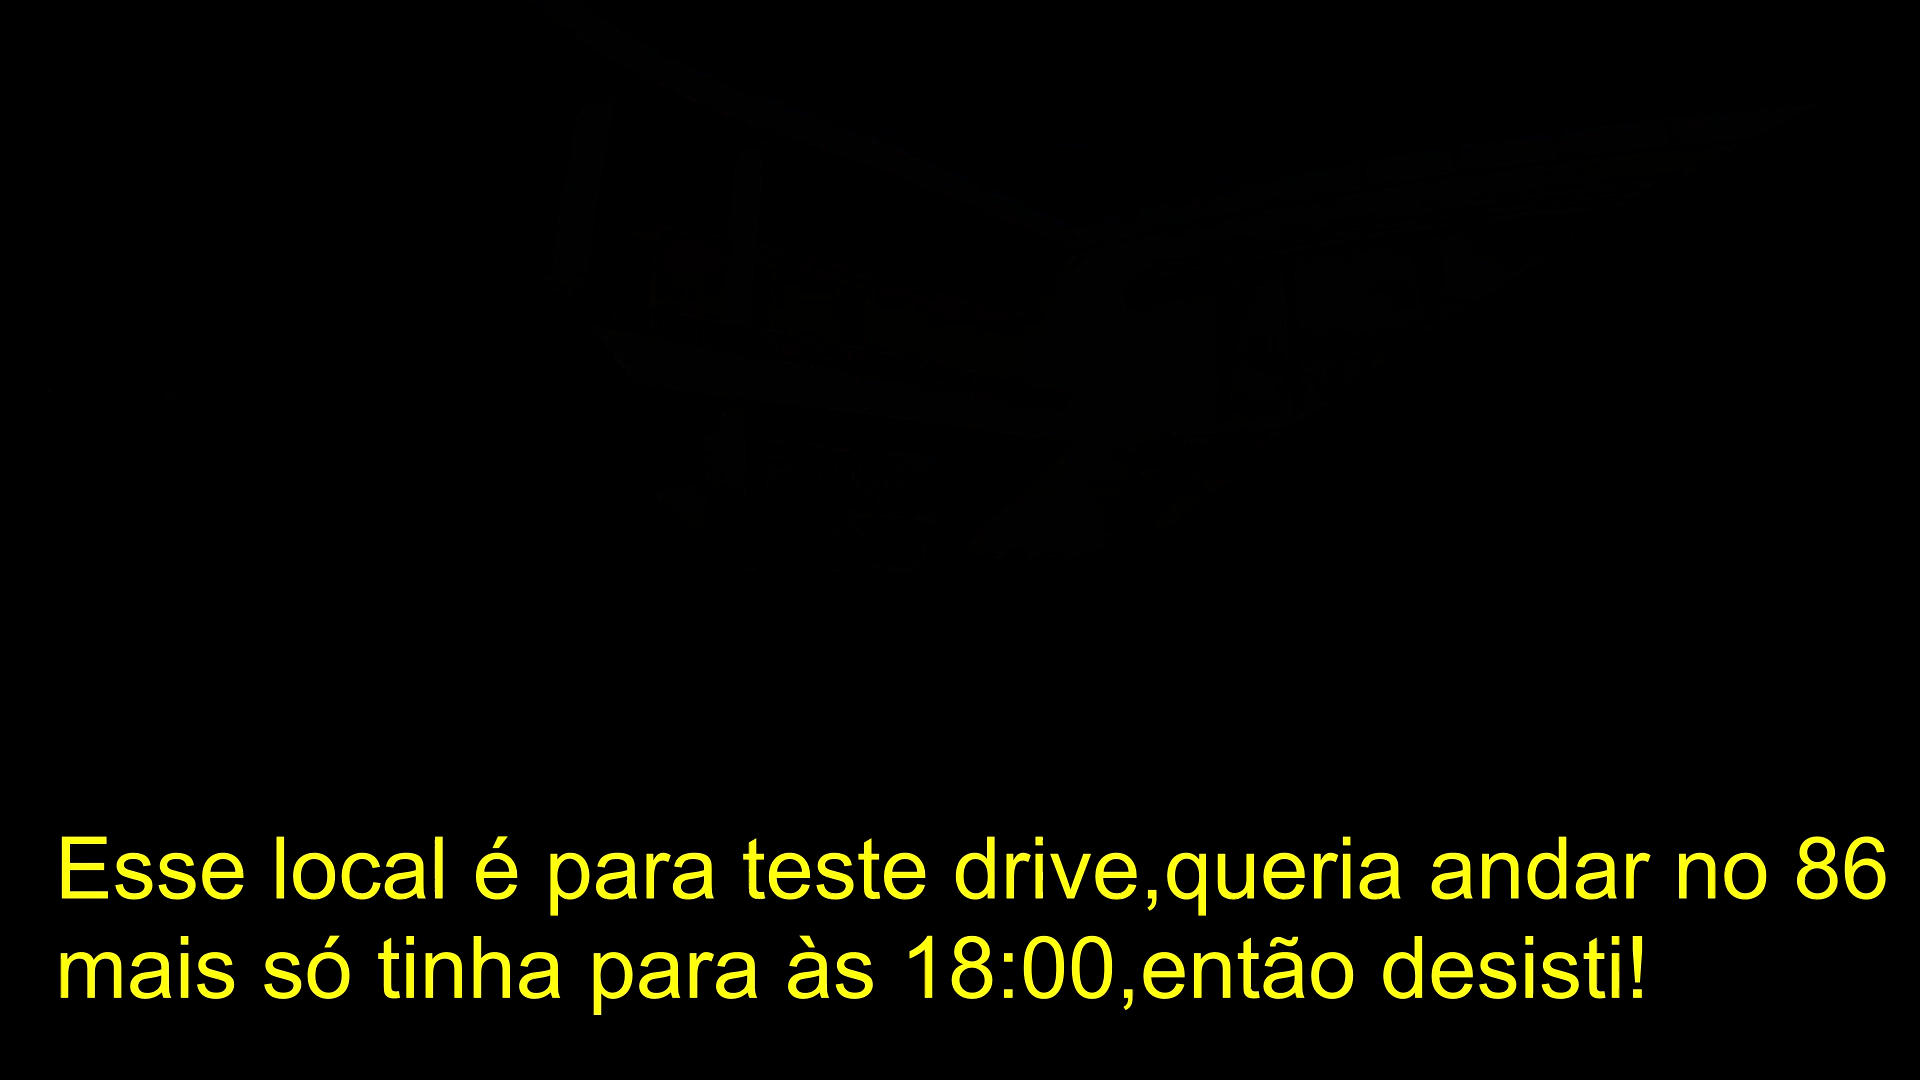 Esse local é para teste drive,queria andar no 86
mais só tinha para às 18:00,então desisti!